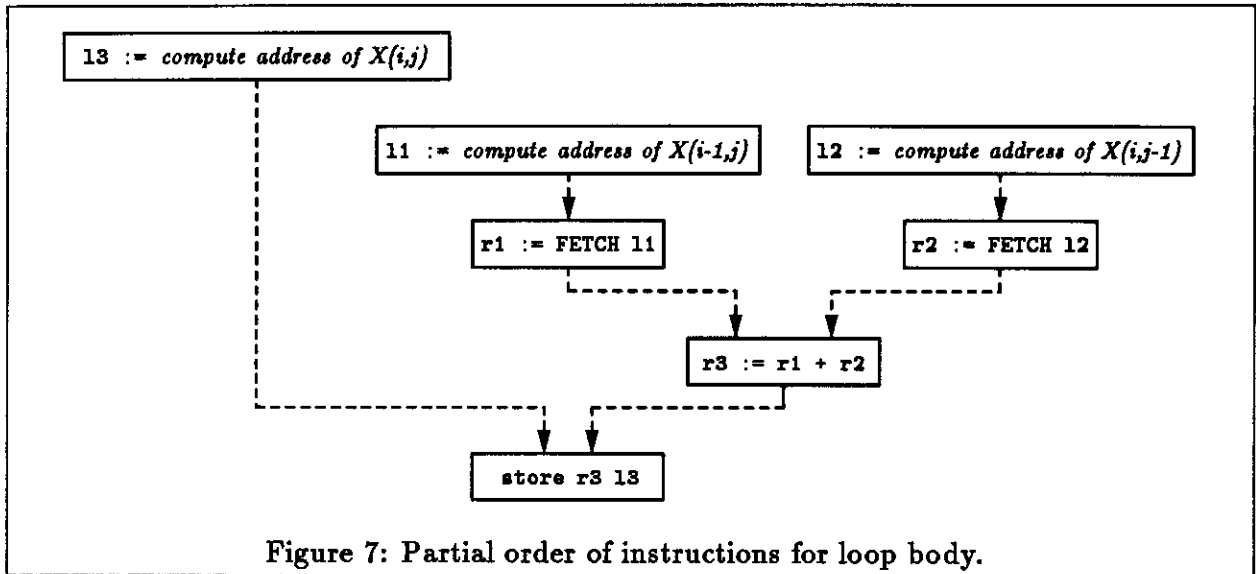 l3 := compute address of X(i,j)
l1 := compute address of X(i-1,j)
l2 := compute address of X(i,j-1)
r1 := FETCH l1
r2 := FETCH l2
r3 := r1 + r2
store r3 l3
Figure 7: Partial order of instructions for loop body.